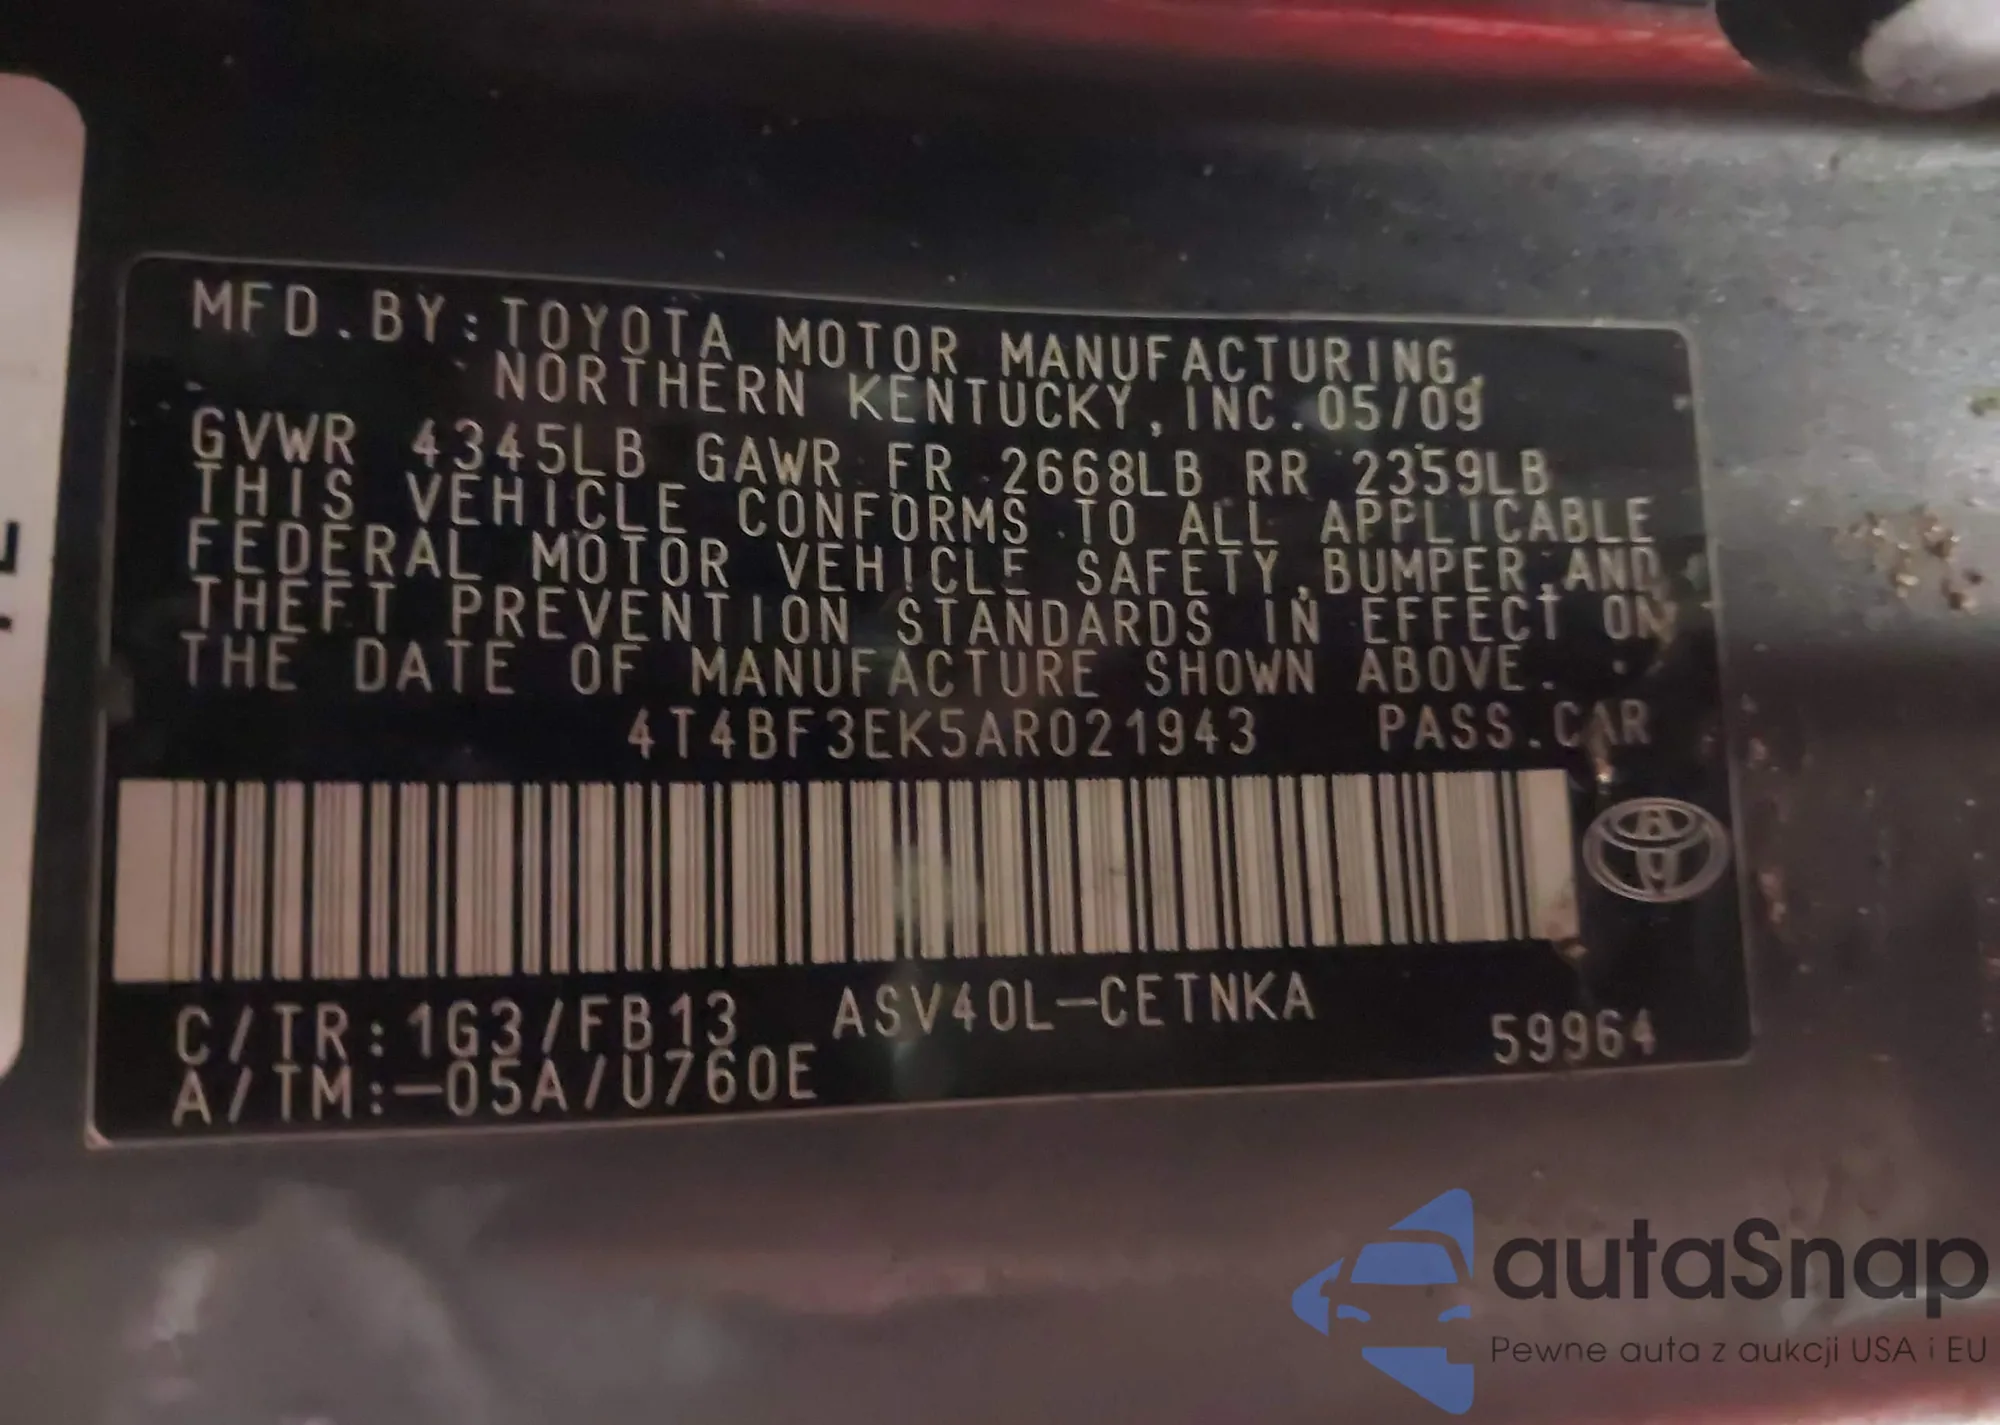 MFD.BY:TOYOTA MOTOR MANUFACTURING,
NORTHERN KENTUCKY, INC. 05/09
GVWR 4345LB GAWR FR 2668LB RR 2359LB
THIS VEHICLE CONFORMS TO ALL APPLICABLE
FEDERAL MOTOR VEHICLE SAFETY,BUMPER,AND
THEFT PREVENTION STANDARDS IN EFFECT ON
THE DATE OF MANUFACTURE SHOWN ABOVE.
4T4BF3EK5AR021943 PASS.CAR
C/TR:1G3/FB13 ASV40L-CETNKA
A/TM:-05A/U760E 59964
autaSnap
Pewne auta z aukcji USA i EU